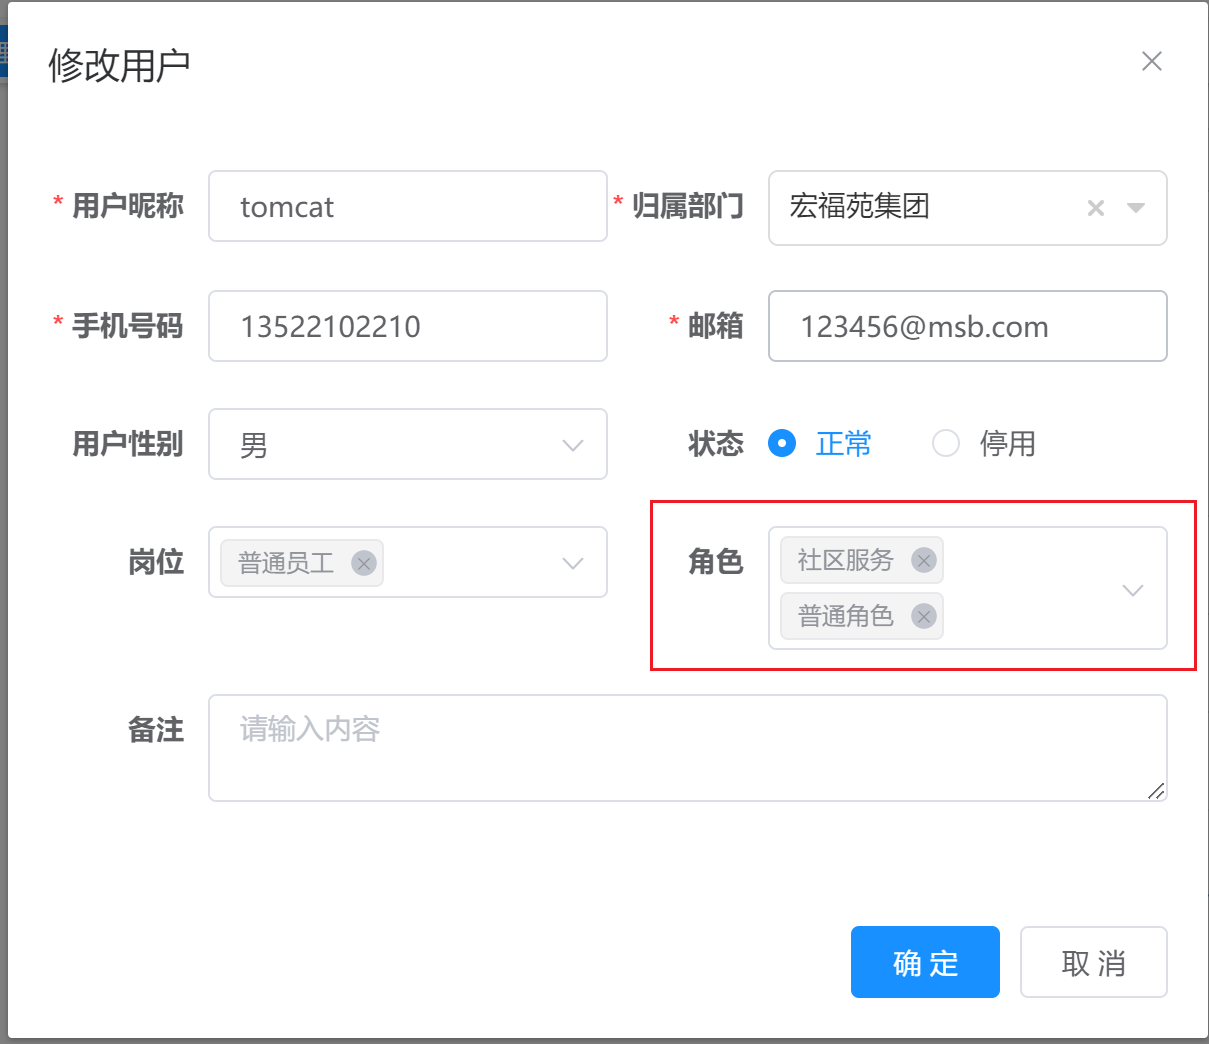 修改用户
* 用户昵称 tomcat * 归属部门 宏福苑集团
* 手机号码 13522102210 * 邮箱 123456@msb.com
用户性别 男 状态 正常 停用
岗位 普通员工 角色 社区服务
普通角色
备注 请输入内容
确 定 取 消